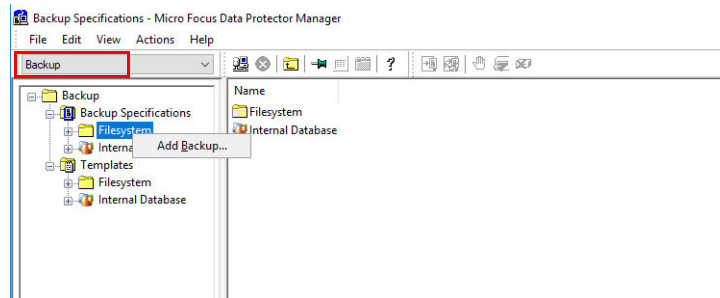 Backup Specifications - Micro Focus Data Protector Manager
File Edit View Actions Help
Backup
Name
Backup
Backup Specifications
Filesystem
Interna
Templates
Filesystem
Internal Database
Add Backup...
Filesystem
Internal Database